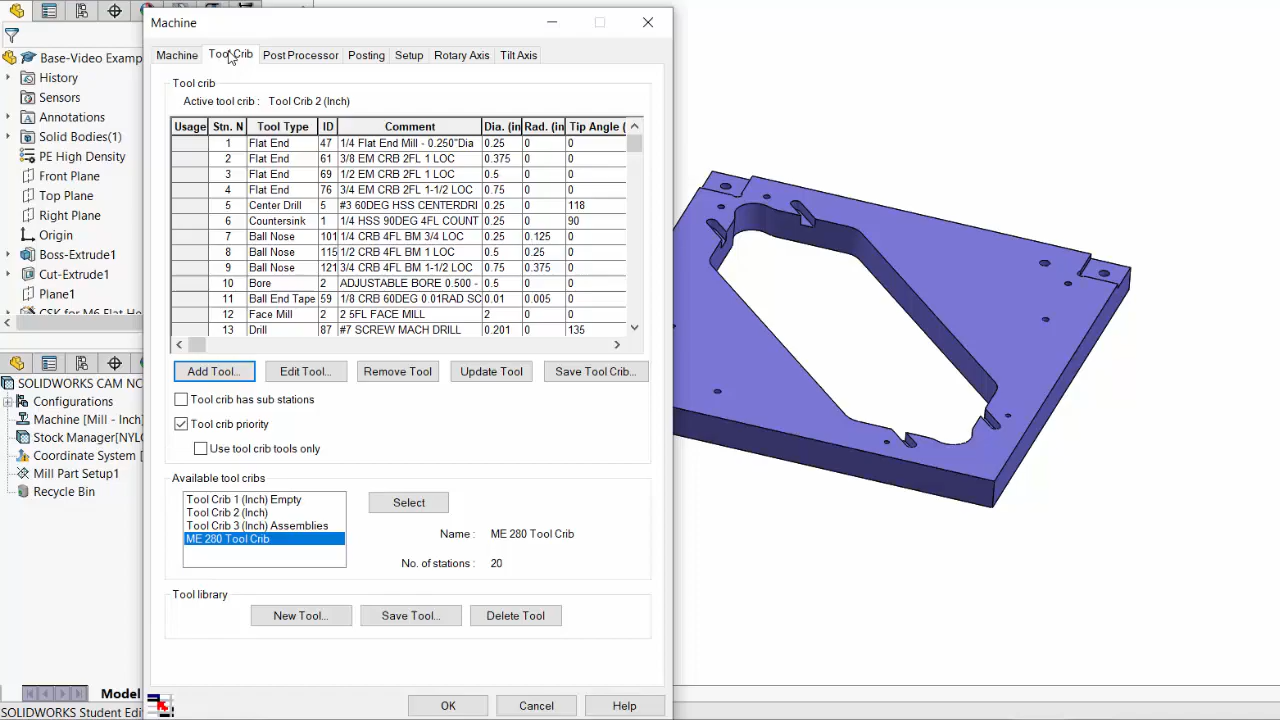 Machine
Machine Tool Crib Post Processor Posting Setup Rotary Axis Tilt Axis
Base-Video Examp
History
Sensors
Annotations
Solid Bodies(1)
PE High Density
Front Plane
Top Plane
Right Plane
Origin
Boss-Extrude1
Cut-Extrude1
Plane1
CSK for M6 Flat He
SOLIDWORKS CAM NC
Configurations
Machine [Mill - Inch]
Stock Manager[NYLO
Coordinate System [
Mill Part Setup1
Recycle Bin
Model
SOLIDWORKS Student Edit
Tool crib
Active tool crib : Tool Crib 2 (Inch)
Usage Stn. N Tool Type ID Comment Dia. (in Rad. (in Tip Angle (
1 Flat End 47 1/4 Flat End Mill - 0.250"Dia 0.25 0 0
2 Flat End 61 3/8 EM CRB 2FL 1 LOC 0.375 0 0
3 Flat End 69 1/2 EM CRB 2FL 1 LOC 0.5 0 0
4 Flat End 76 3/4 EM CRB 2FL 1-1/2 LOC 0.75 0 0
5 Center Drill 5 #3 60DEG HSS CENTERDRI 0.25 0 118
6 Countersink 1 1/4 HSS 90DEG 4FL COUNT 0.25 0 90
7 Ball Nose 101 1/4 CRB 4FL BM 3/4 LOC 0.25 0.125 0
8 Ball Nose 115 1/2 CRB 4FL BM 1 LOC 0.5 0.25 0
9 Ball Nose 121 3/4 CRB 4FL BM 1-1/2 LOC 0.75 0.375 0
10 Bore 2 ADJUSTABLE BORE 0.500 - 0.5 0 0
11 Ball End Tape 59 1/8 CRB 60DEG 0.01RAD SC 0.01 0.005 0
12 Face Mill 2 2 5FL FACE MILL 2 0 0
13 Drill 87 #7 SCREW MACH DRILL 0.201 0 135
Add Tool... Edit Tool... Remove Tool Update Tool Save Tool Crib...
Tool crib has sub stations
Tool crib priority
Use tool crib tools only
Available tool cribs
Tool Crib 1 (Inch) Empty
Tool Crib 2 (Inch)
Tool Crib 3 (Inch) Assemblies
ME 280 Tool Crib
Select
Name : ME 280 Tool Crib
No. of stations : 20
Tool library
New Tool... Save Tool... Delete Tool
OK Cancel Help